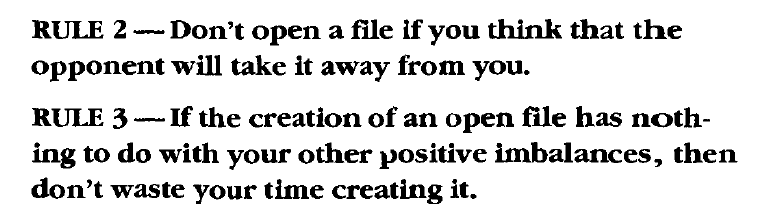 RULE 2 — Don't open a file if you think that the
opponent will take it away from you.
RULE 3 — If the creation of an open file has noth-
ing to do with your other positive imbalances, then
don't waste your time creating it.